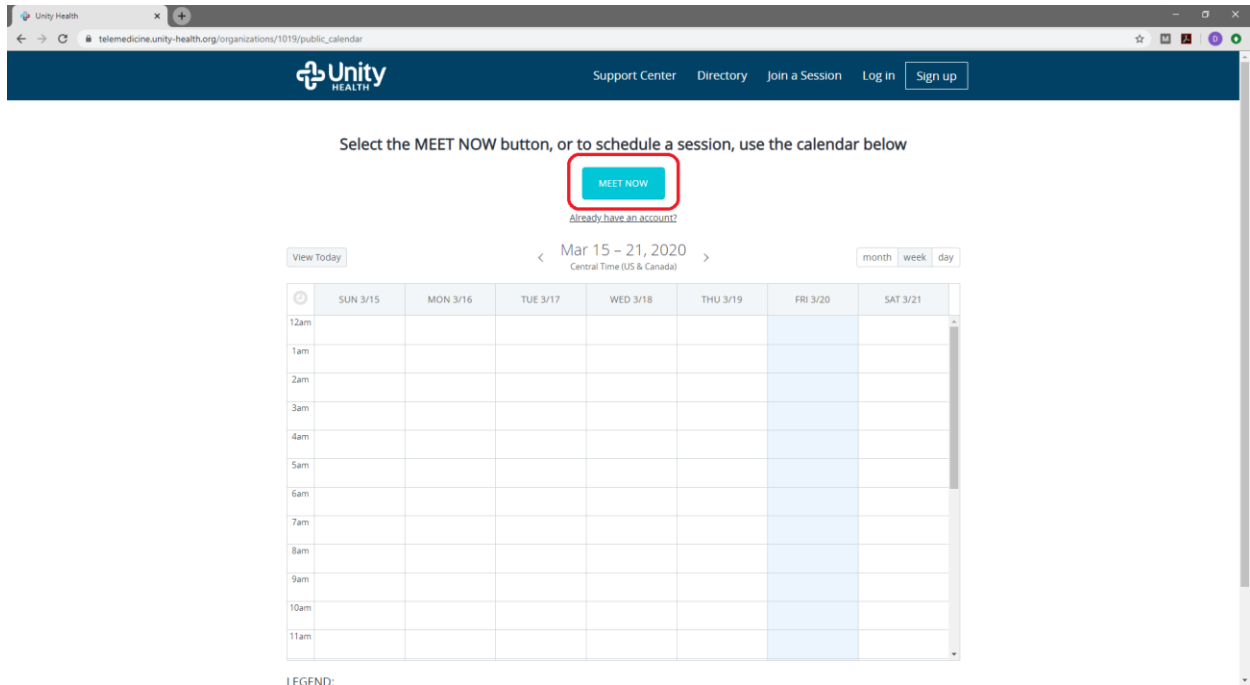 Unity Health
telemedicine.unity-health.org/organizations/1019/public_calendar
M
D
Unity
HEALTH
Support Center Directory Join a Session Log in Sign up
Select the MEET NOW button, or to schedule a session, use the calendar below
MEET NOW
Already have an account?
View Today
Mar 15 – 21, 2020
Central Time (US & Canada)
month week day
SUN 3/15 MON 3/16 TUE 3/17 WED 3/18 THU 3/19 FRI 3/20 SAT 3/21
12am
1am
2am
3am
4am
5am
6am
7am
8am
9am
10am
11am
LEGEND: